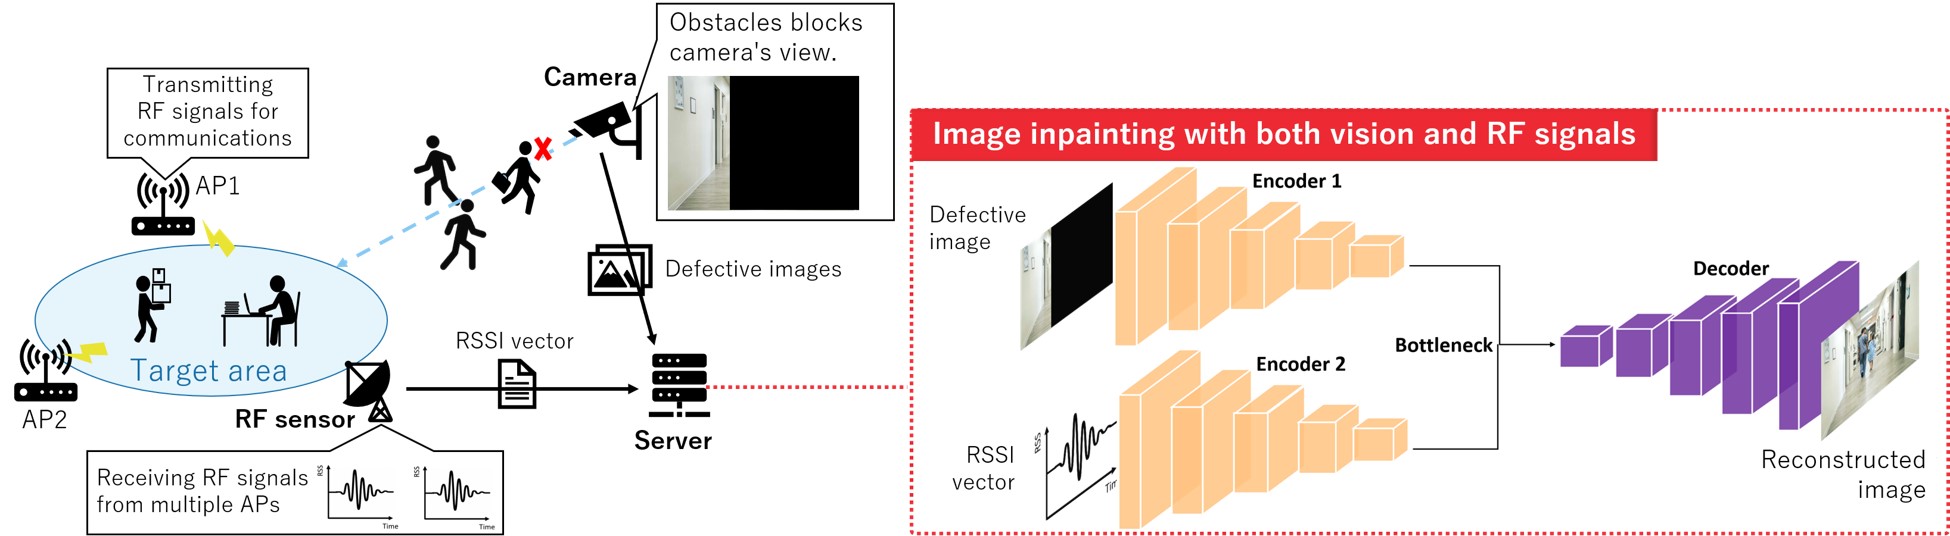 Transmitting
RF signals for
communications
AP1
AP2
Target area
RF sensor
Receiving RF signals
from multiple APs
RSS
Time
RSS
Time
Camera
Obstacles blocks
camera's view.
Defective images
RSSI vector
Server
Image inpainting with both vision and RF signals
Defective
image
Encoder 1
Encoder 2
RSSI
vector
RSS
Bottleneck
Decoder
Reconstructed
image